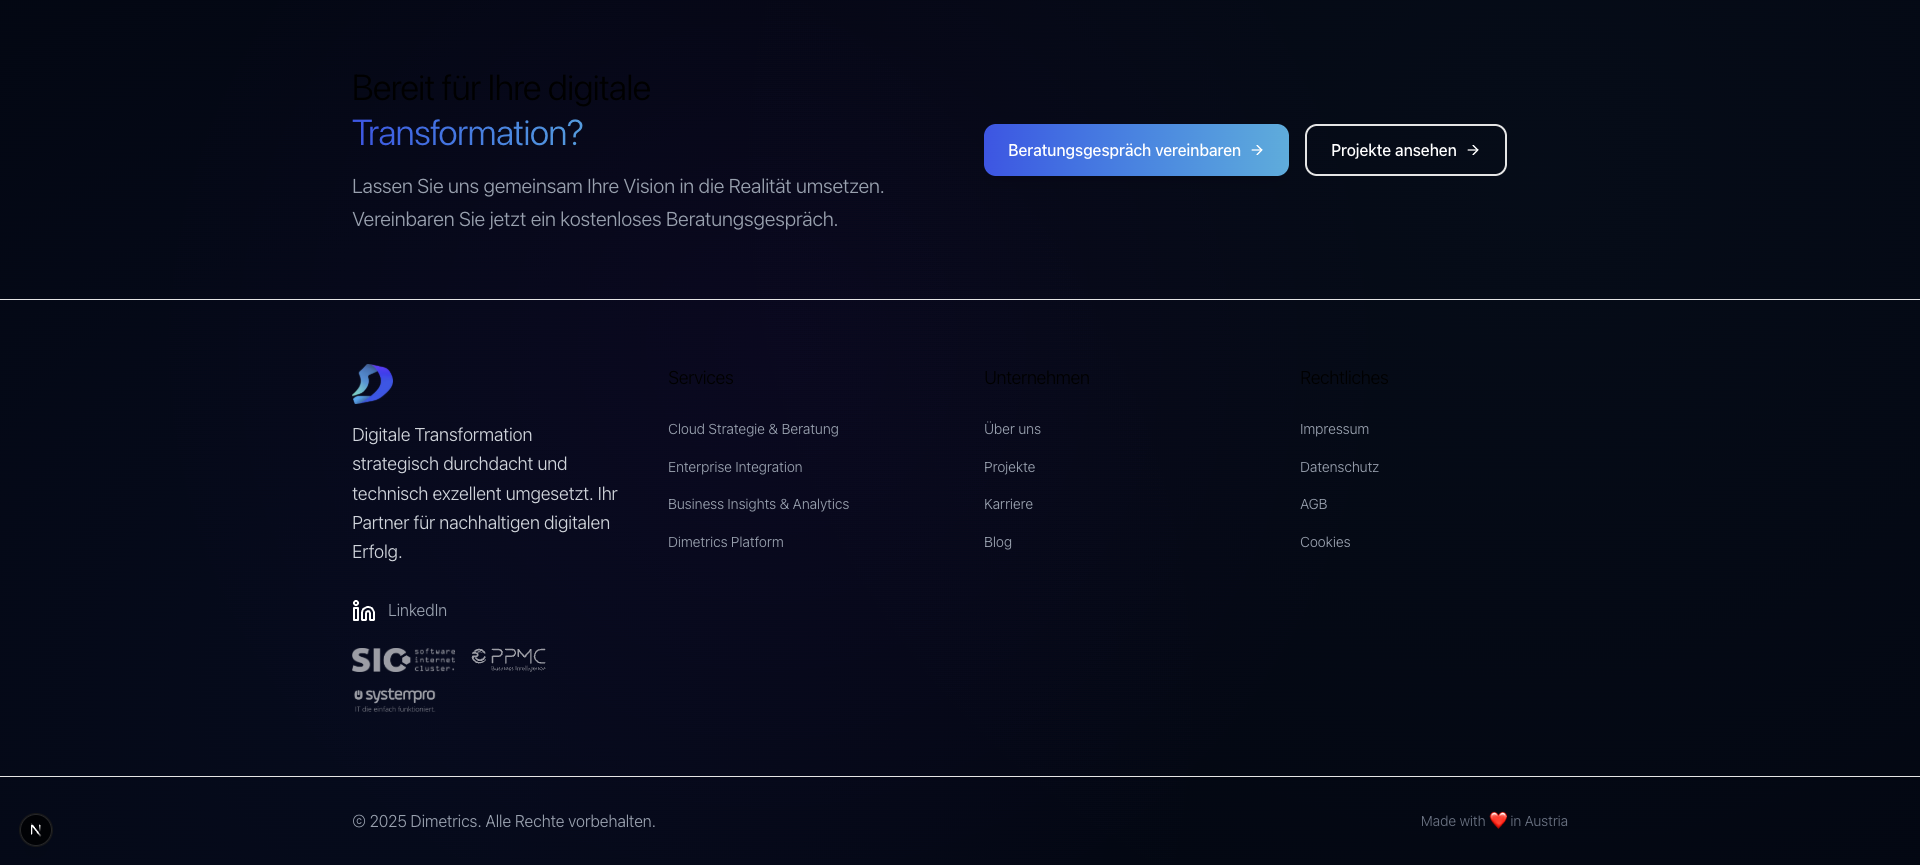 Bereit für Ihre digitale
Transformation?
Lassen Sie uns gemeinsam Ihre Vision in die Realität umsetzen.
Vereinbaren Sie jetzt ein kostenloses Beratungsgespräch.
Beratungsgespräch vereinbaren →
Projekte ansehen →
Digitale Transformation
strategisch durchdacht und
technisch exzellent umgesetzt. Ihr
Partner für nachhaltigen digitalen
Erfolg.
LinkedIn
SIC software
internet
cluster.
PPMC
Business Intelligence
systempro
IT die einfach funktioniert.
Services
Cloud Strategie & Beratung
Enterprise Integration
Business Insights & Analytics
Dimetrics Platform
Unternehmen
Über uns
Projekte
Karriere
Blog
Rechtliches
Impressum
Datenschutz
AGB
Cookies
© 2025 Dimetrics. Alle Rechte vorbehalten.
Made with ❤️ in Austria
N